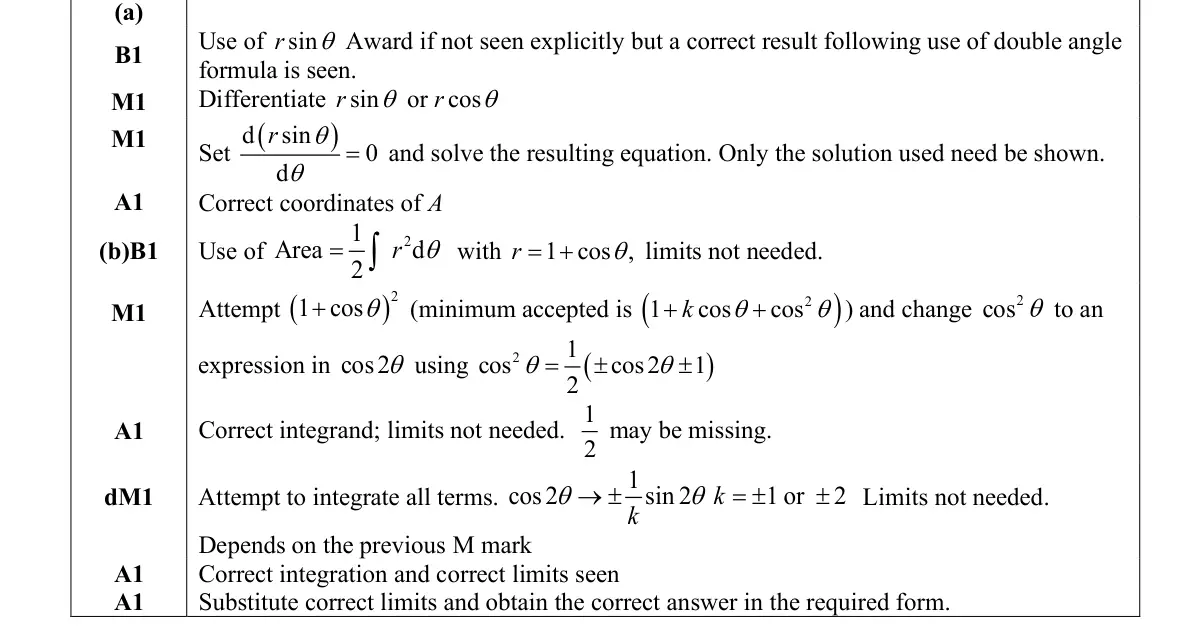 (a)
B1 Use of r sin θ Award if not seen explicitly but a correct result following use of double angle
formula is seen.
M1 Differentiate r sin θ or r cos θ
M1 Set d(r sin θ)/dθ = 0 and solve the resulting equation. Only the solution used need be shown.
A1 Correct coordinates of A
(b)B1 Use of Area = 1/2 ∫ r² dθ with r = 1 + cos θ, limits not needed.
M1 Attempt (1 + cos θ)² (minimum accepted is (1 + k cos θ + cos² θ)) and change cos² θ to an
expression in cos 2θ using cos² θ = 1/2 (± cos 2θ ± 1)
A1 Correct integrand; limits not needed. 1/2 may be missing.
dM1 Attempt to integrate all terms. cos 2θ → ± 1/k sin 2θ k = ±1 or ± 2 Limits not needed.
Depends on the previous M mark
A1 Correct integration and correct limits seen
A1 Substitute correct limits and obtain the correct answer in the required form.